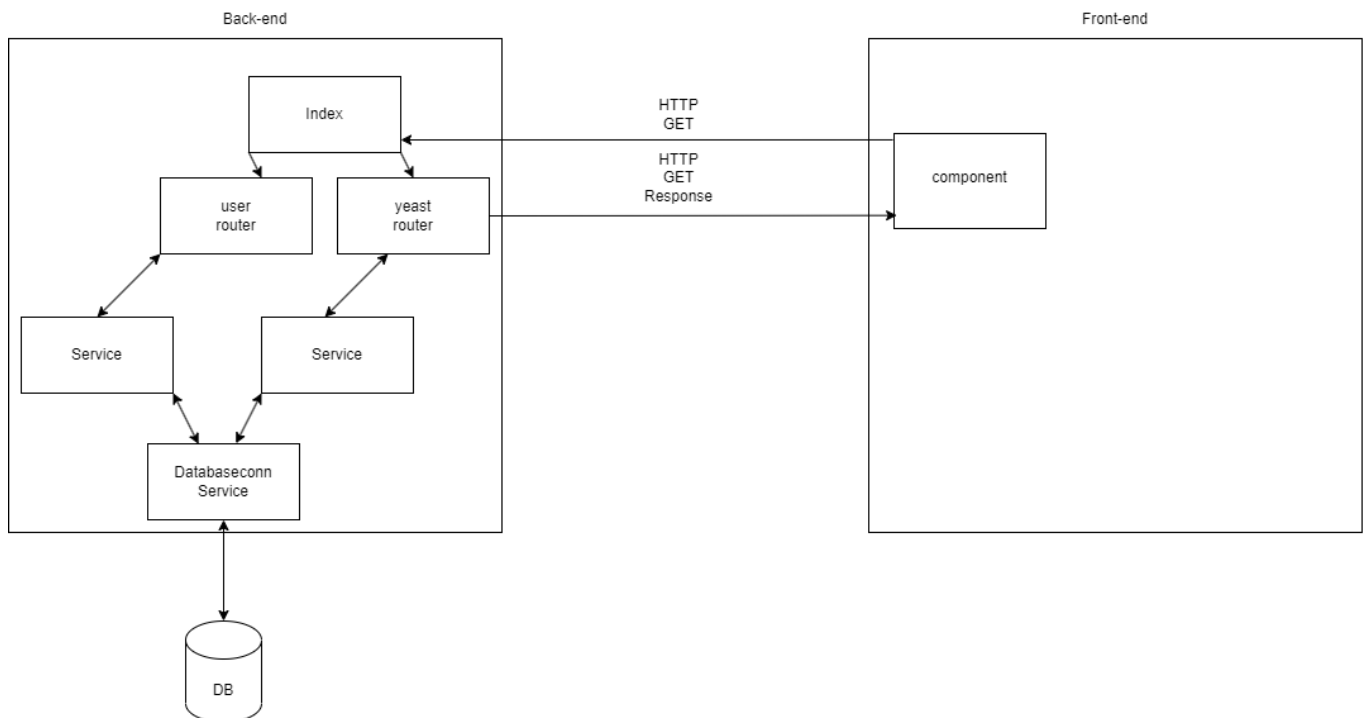 Back-end
Front-end
Index
HTTP
GET
HTTP
GET
Response
component
user
router
yeast
router
Service
Service
Databaseconn
Service
DB